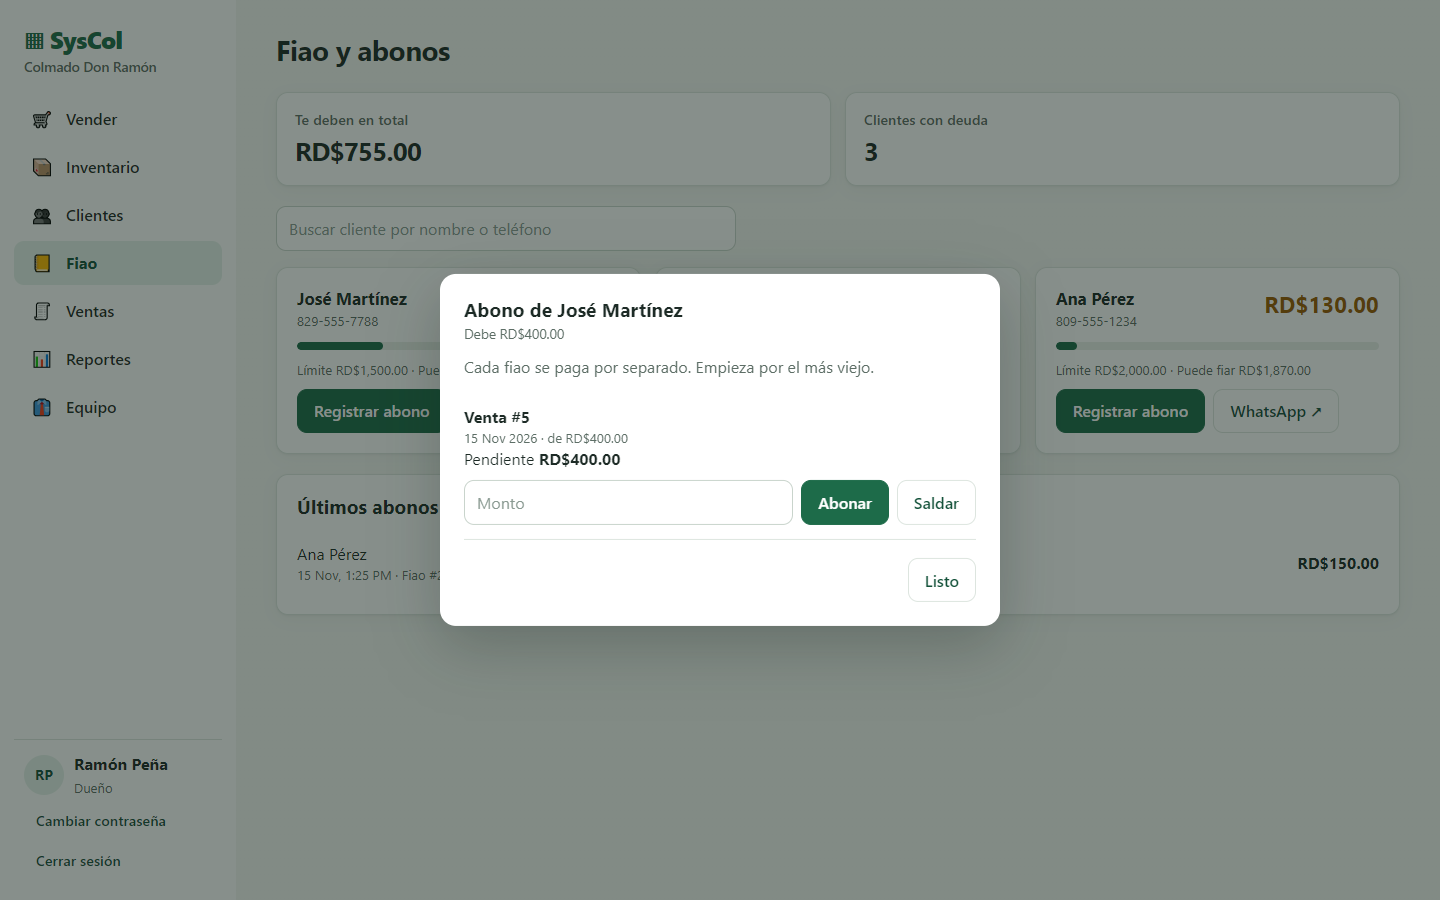 SysCol
Colmado Don Ramón
Vender
Inventario
Clientes
Fiao
Ventas
Reportes
Equipo
RP
Ramón Peña
Dueño
Cambiar contraseña
Cerrar sesión
Fiao y abonos
Te deben en total
RD$755.00
Clientes con deuda
3
Buscar cliente por nombre o teléfono
José Martínez
829-555-7788
Límite RD$1,500.00 · Pue
Registrar abono
Ana Pérez
RD$130.00
809-555-1234
Límite RD$2,000.00 · Puede fiar RD$1,870.00
Registrar abono
WhatsApp ↗
Últimos abonos
Ana Pérez
15 Nov, 1:25 PM · Fiao
RD$150.00
Abono de José Martínez
Debe RD$400.00
Cada fiao se paga por separado. Empieza por el más viejo.
Venta #5
15 Nov 2026 · de RD$400.00
Pendiente RD$400.00
Monto
Abonar
Saldar
Listo